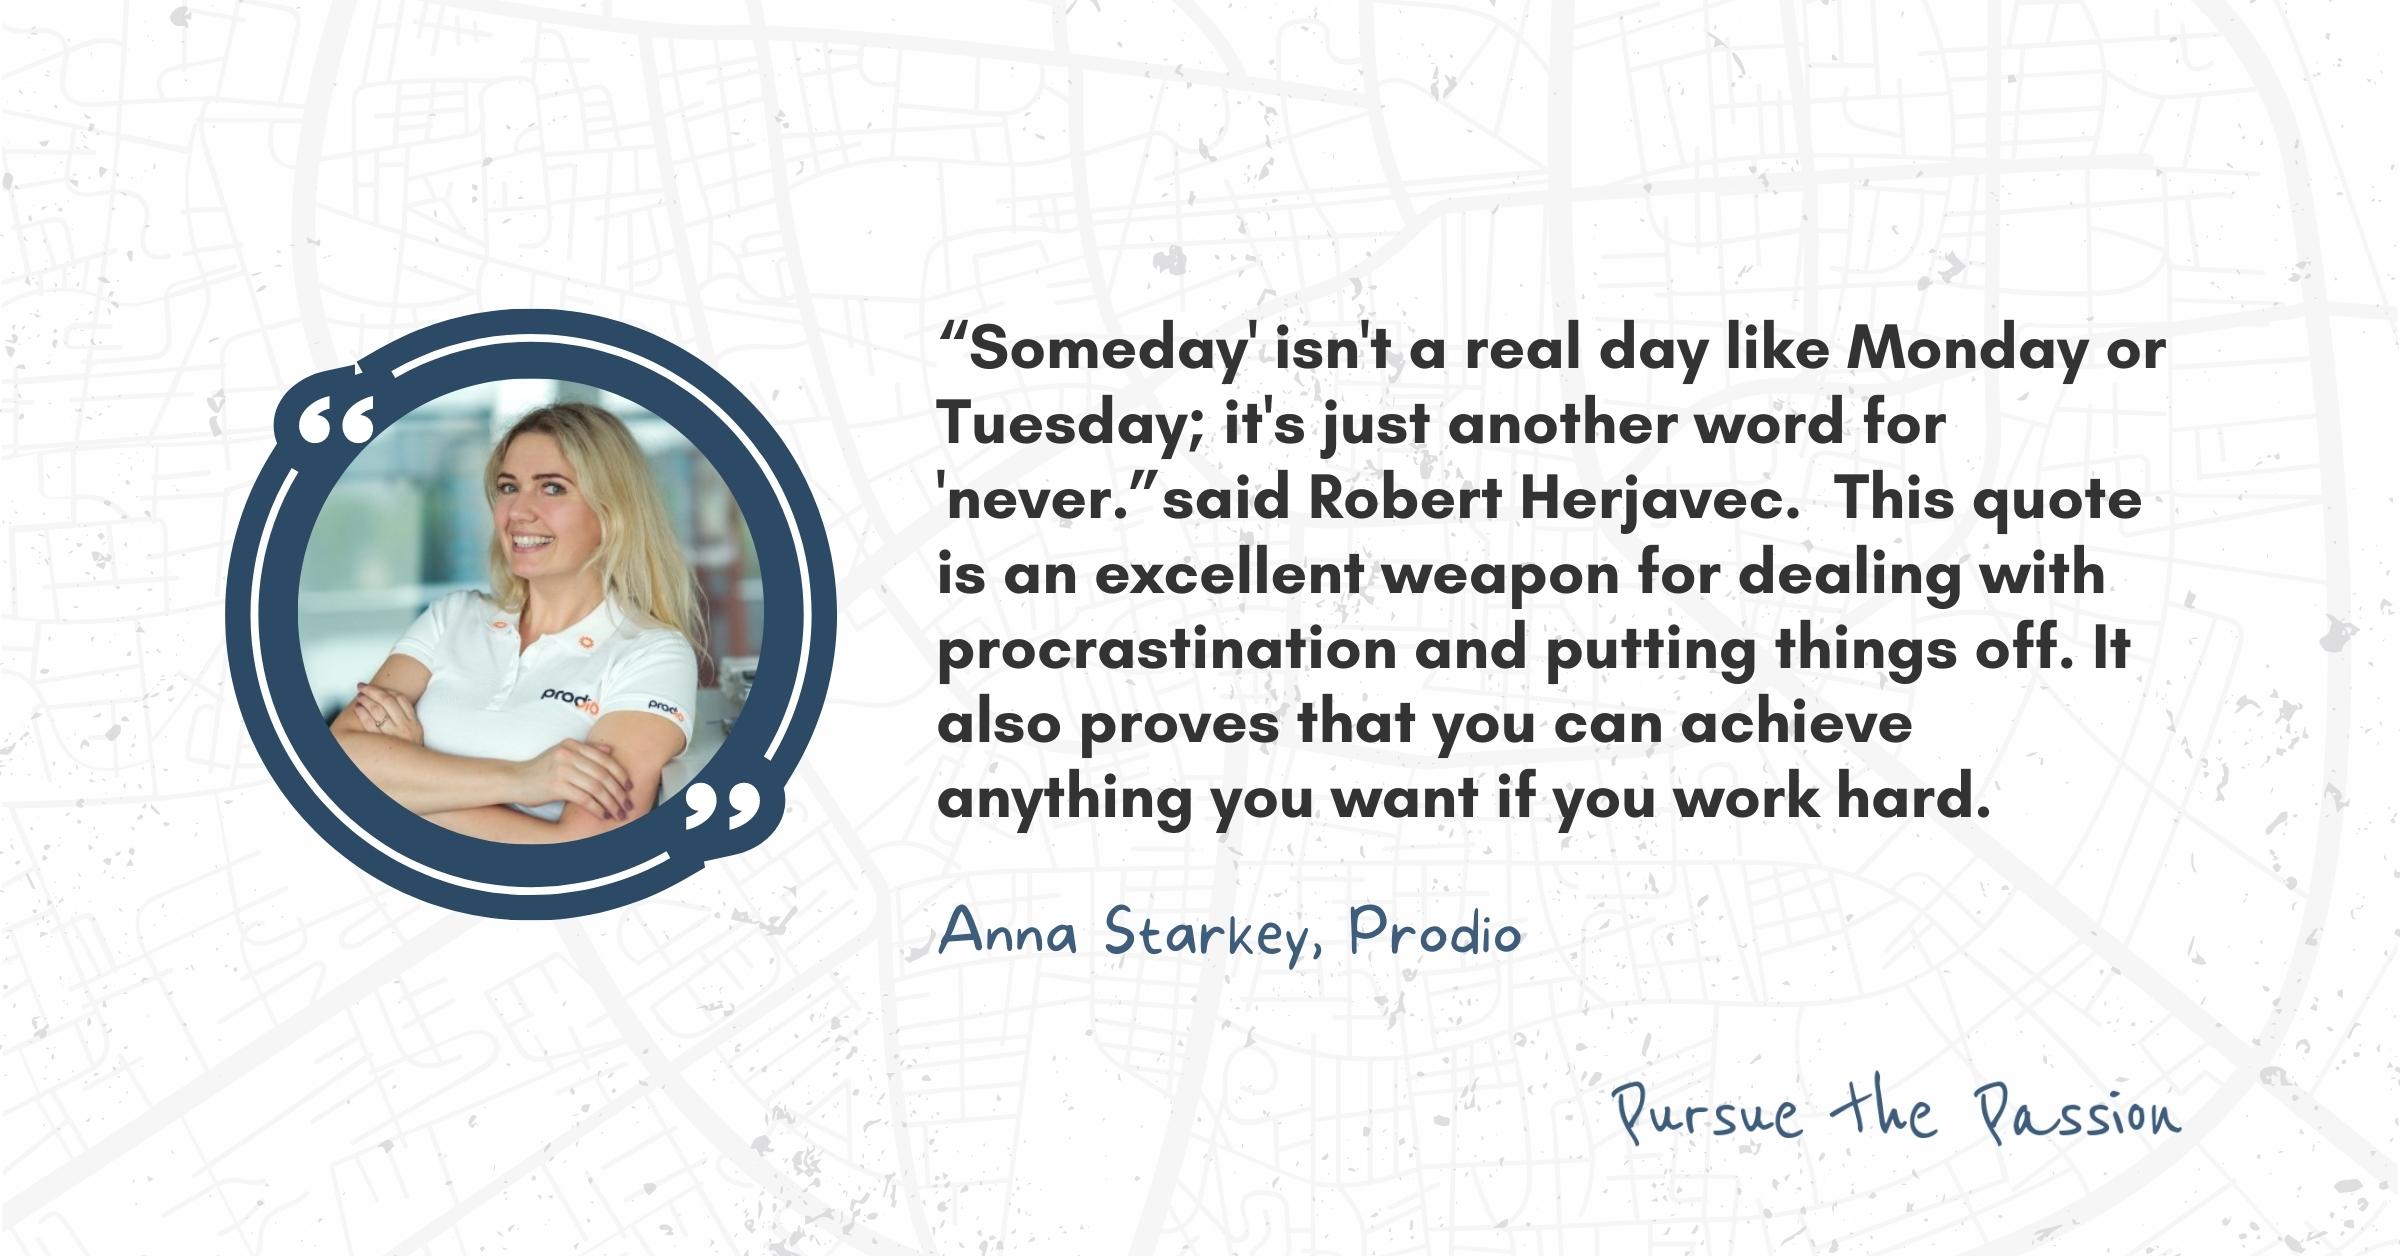 “Someday' isn't a real day like Monday or
Tuesday; it's just another word for
'never.”said Robert Herjavec.  This quote
is an excellent weapon for dealing with
procrastination and putting things off. It
also proves that you can achieve
anything you want if you work hard.
Anna Starkey, Prodio
Pursue the Passion
prodio
prodio